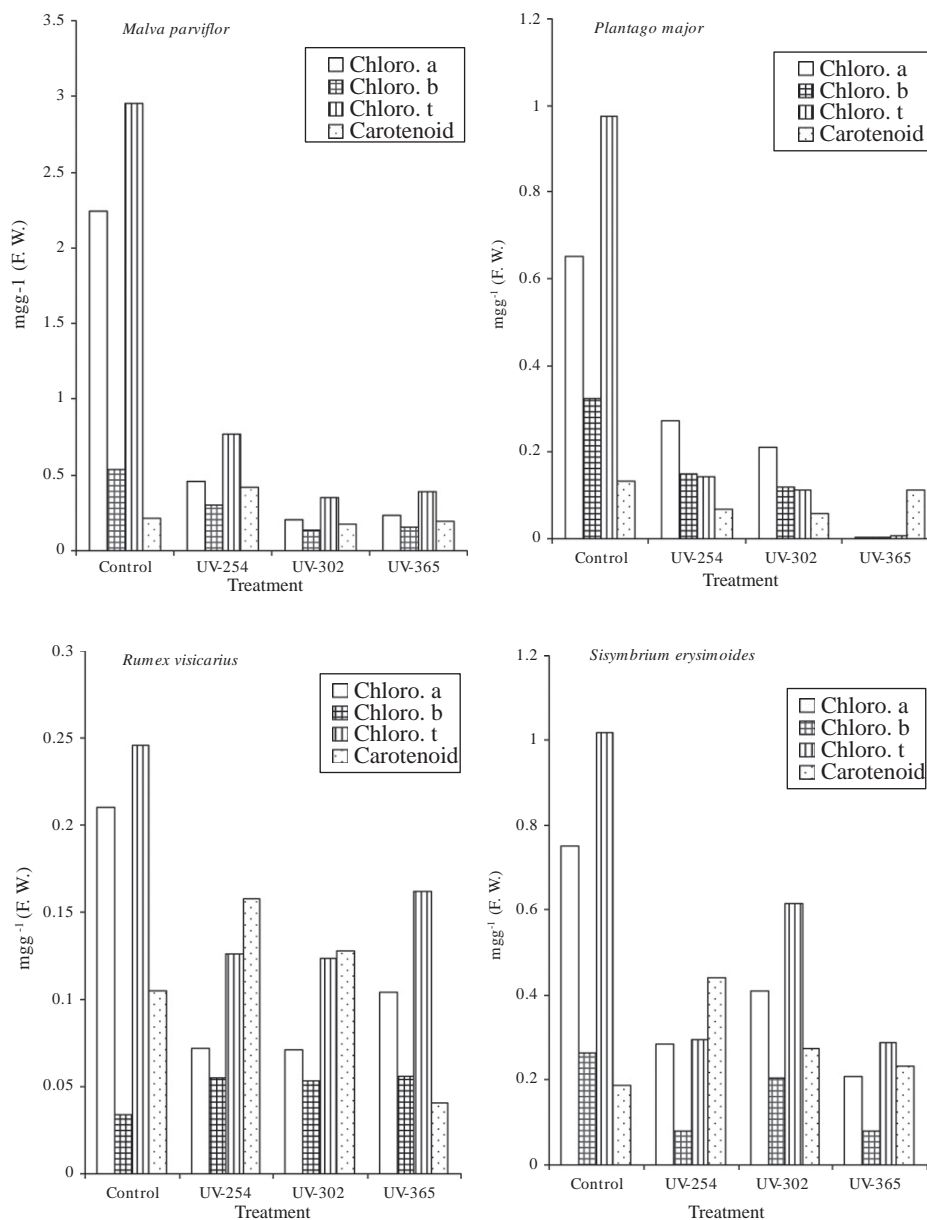 Malva parviflor
3.5
3
2.5
2
1.5
1
0.5
0
mgg-1 (F. W.)
Chloro. a
Chloro. b
Chloro. t
Carotenoid
Control UV-254 UV-302 UV-365
Treatment
Plantago major
1.2
1
0.8
0.6
0.4
0.2
0
mgg-1 (F. W.)
Chloro. a
Chloro. b
Chloro. t
Carotenoid
Control UV-254 UV-302 UV-365
Treatment
Rumex visicarius
0.3
0.25
0.2
0.15
0.1
0.05
0
mgg-1 (F. W.)
Chloro. a
Chloro. b
Chloro. t
Carotenoid
Control UV-254 UV-302 UV-365
Sisymbrium erysimoides
1.2
1
0.8
0.6
0.4
0.2
0
mgg-1 (F. W.)
Chloro. a
Chloro. b
Chloro. t
Carotenoid
Control UV-254 UV-302 UV-365
Treatment